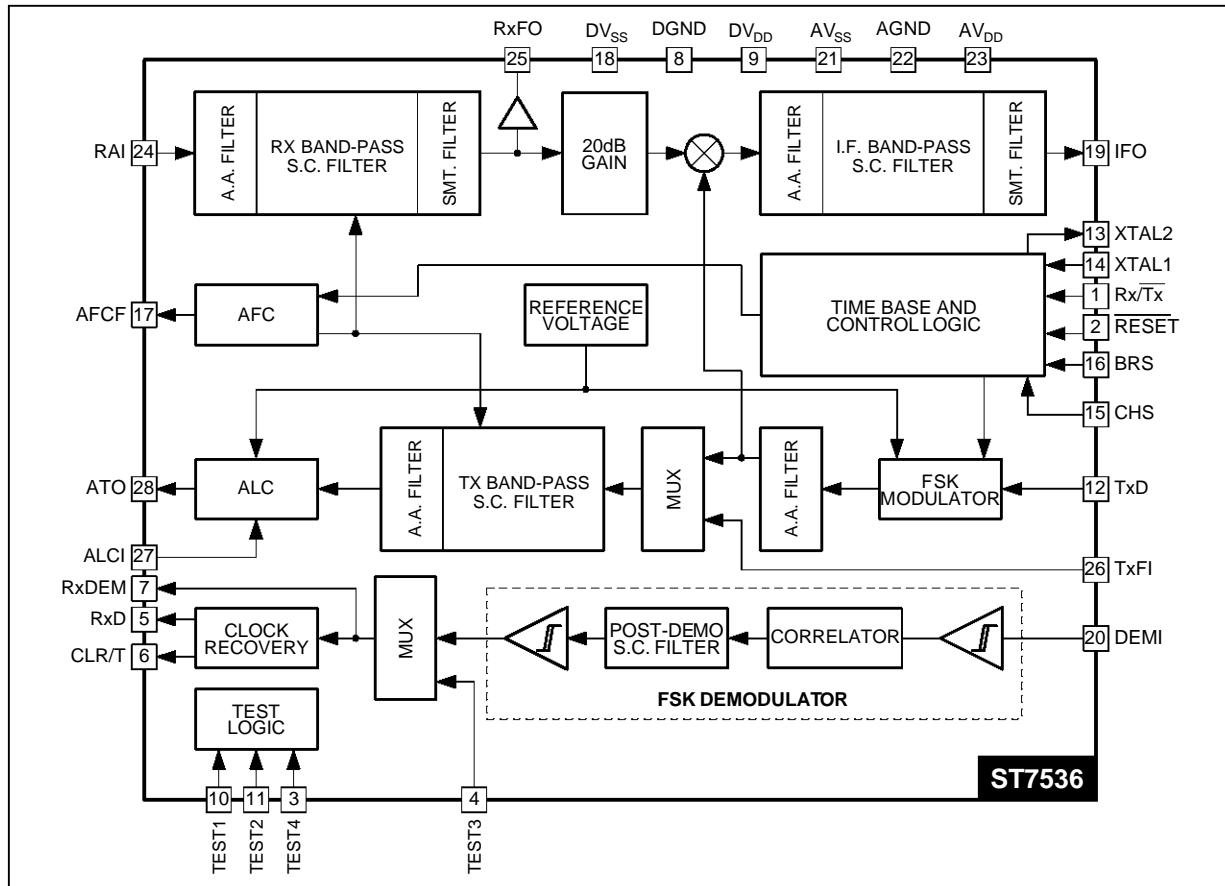 RxFO DVSS DGND DVDD AVSS AGND AVDD
25 18 8 9 21 22 23
RAI 24
A.A. FILTER
RX BAND-PASS
S.C. FILTER
SMT. FILTER
20dB
GAIN
A.A. FILTER
I.F. BAND-PASS
S.C. FILTER
SMT. FILTER
19 IFO
13 XTAL2
14 XTAL1
1 Rx/Tx
2 RESET
16 BRS
15 CHS
AFCF 17
AFC
REFERENCE
VOLTAGE
TIME BASE AND
CONTROL LOGIC
ATO 28
ALC
A.A. FILTER
TX BAND-PASS
S.C. FILTER
MUX
A.A. FILTER
FSK
MODULATOR
12 TxD
ALCI 27
26 TxFI
RxDEM 7
RxD 5
CLR/T 6
CLOCK
RECOVERY
MUX
POST-DEMO
S.C. FILTER
CORRELATOR
20 DEMI
FSK DEMODULATOR
TEST
LOGIC
ST7536
10 11 3 4
TEST1 TEST2 TEST4 TEST3